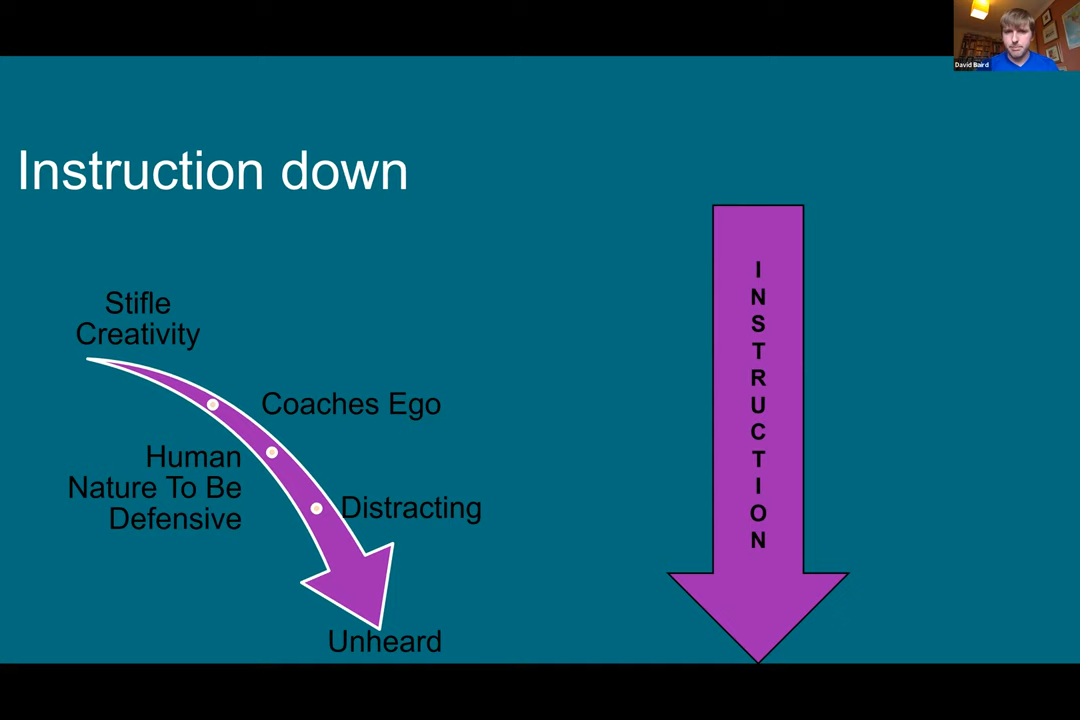 David Baird
Instruction down
Stifle
Creativity
Coaches Ego
Human
Nature To Be
Defensive
Distracting
Unheard
I
N
S
T
R
U
C
T
I
O
N